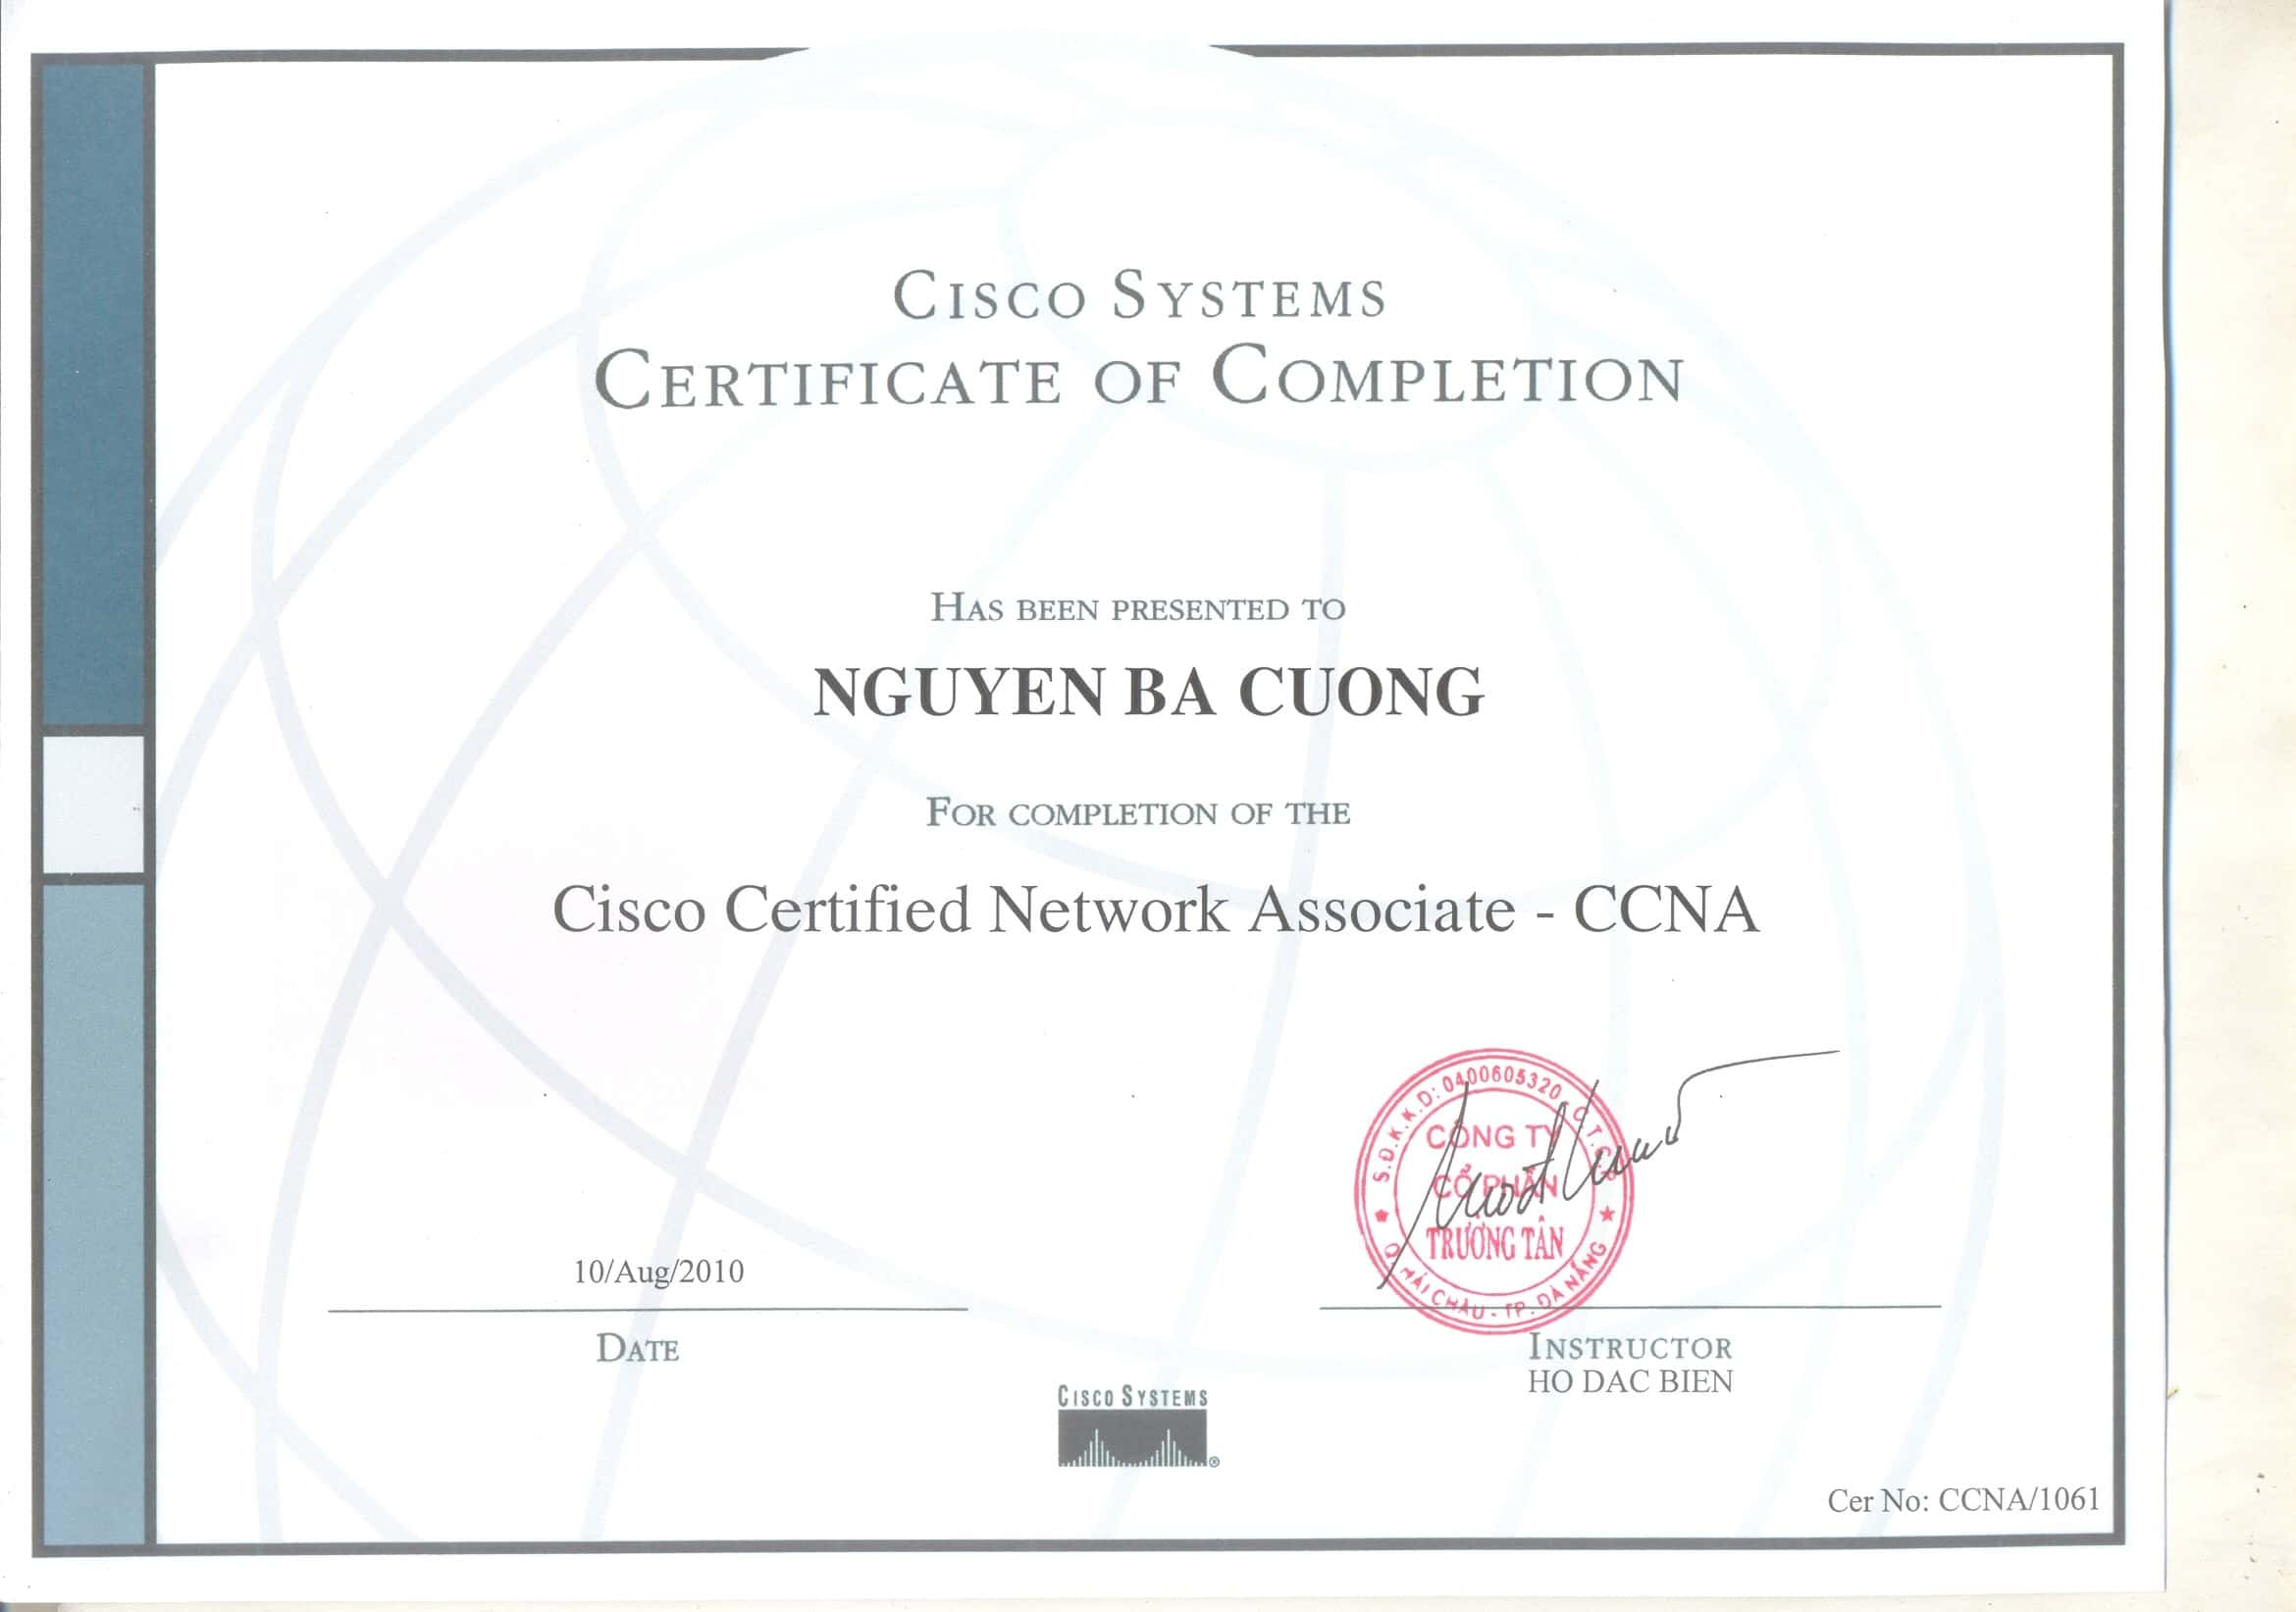 CISCO SYSTEMS
CERTIFICATE OF COMPLETION
HAS BEEN PRESENTED TO
NGUYEN BA CUONG
FOR COMPLETION OF THE
Cisco Certified Network Associate - CCNA
S.Đ.K.K.D: 0400605320 - C.T.C.P
CÔNG TY
CỔ PHẦN
TRƯƠNG TÂN
Q. HẢI CHÂU - TP. ĐÀ NẴNG
10/Aug/2010
DATE
INSTRUCTOR
HO DAC BIEN
CISCO SYSTEMS
®
Cer No: CCNA/1061